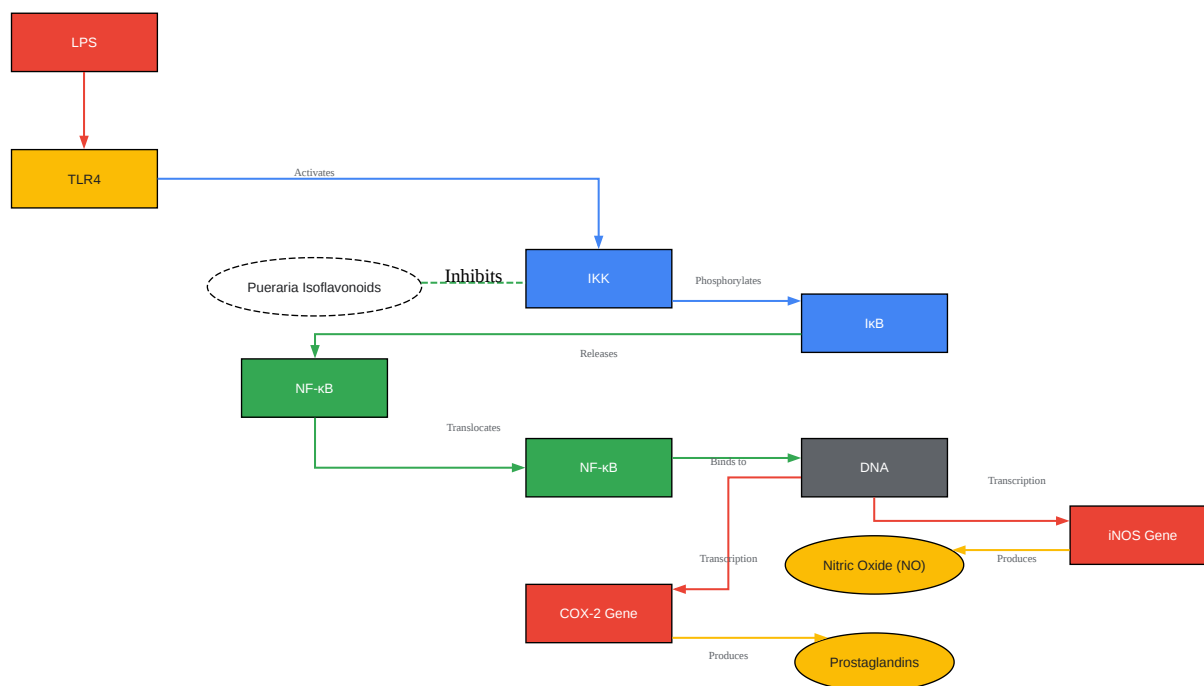 LPS
TLR4
Activates
Pueraria Isoflavonoids
Inhibits
IKK
Phosphorylates
IκB
Releases
NF-κB
Translocates
NF-κB
Binds to
DNA
Transcription
iNOS Gene
Transcription
Nitric Oxide (NO)
Produces
COX-2 Gene
Produces
Prostaglandins